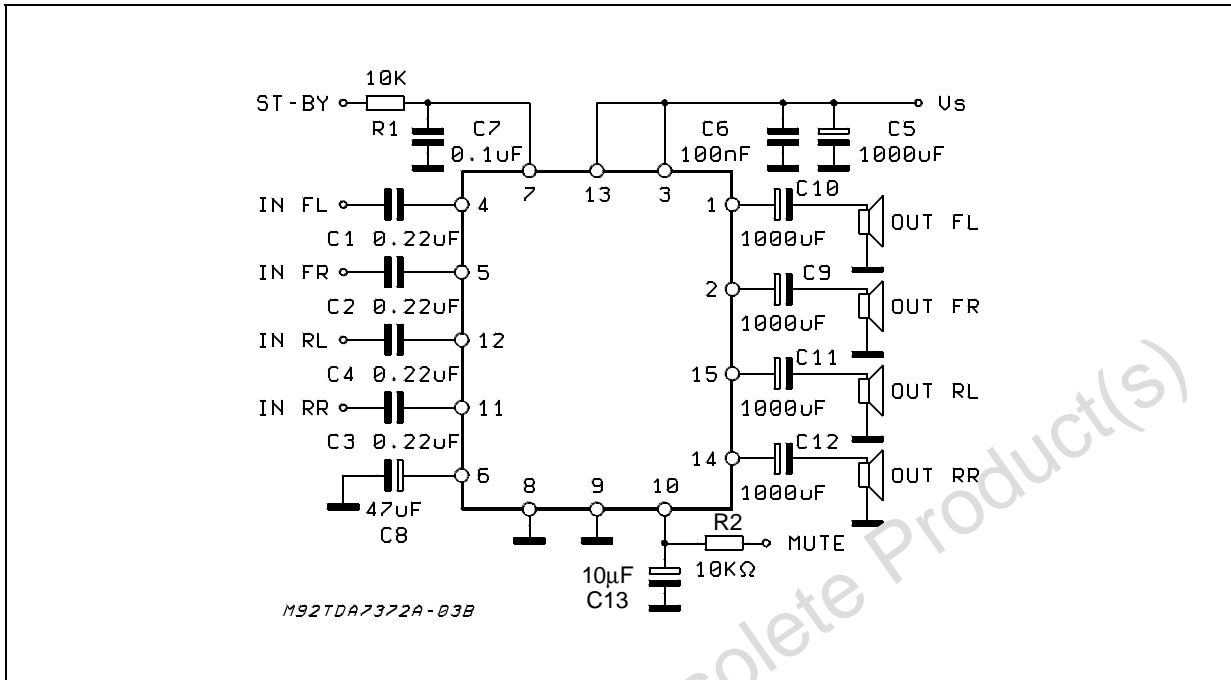 10K
ST-BY
R1
C7
0.1uF
C6
100nF
C5
1000uF
Vs
7
13
3
IN FL
4
C1 0.22uF
IN FR
5
C2 0.22uF
IN RL
12
C4 0.22uF
IN RR
11
C3 0.22uF
6
47uF
C8
8
9
10
1
C10
1000uF
OUT FL
2
C9
1000uF
OUT FR
15
C11
1000uF
OUT RL
14
C12
1000uF
OUT RR
R2
MUTE
10KΩ
10µF
C13
M92TDA7372A-03B
solete Product(s)